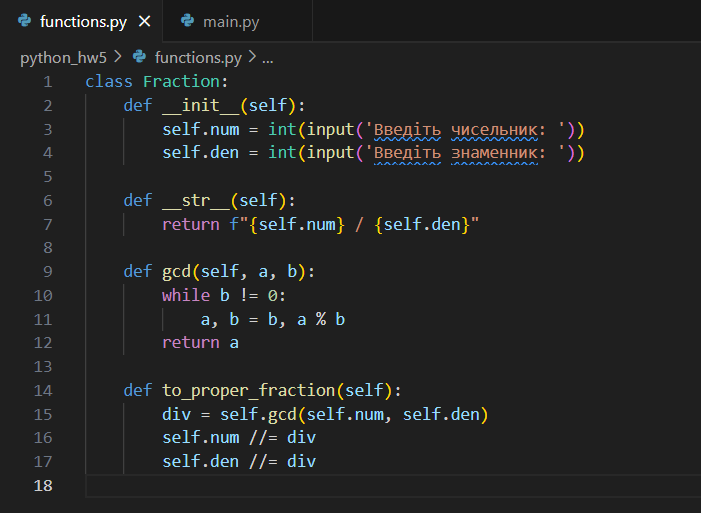 functions.py
main.py
python_hw5 > functions.py > ...
1 class Fraction:
2     def __init__(self):
3         self.num = int(input('Введіть чисельник: '))
4         self.den = int(input('Введіть знаменник: '))
5
6     def __str__(self):
7         return f"{self.num} / {self.den}"
8
9     def gcd(self, a, b):
10         while b != 0:
11             a, b = b, a % b
12         return a
13
14     def to_proper_fraction(self):
15         div = self.gcd(self.num, self.den)
16         self.num //= div
17         self.den //= div
18